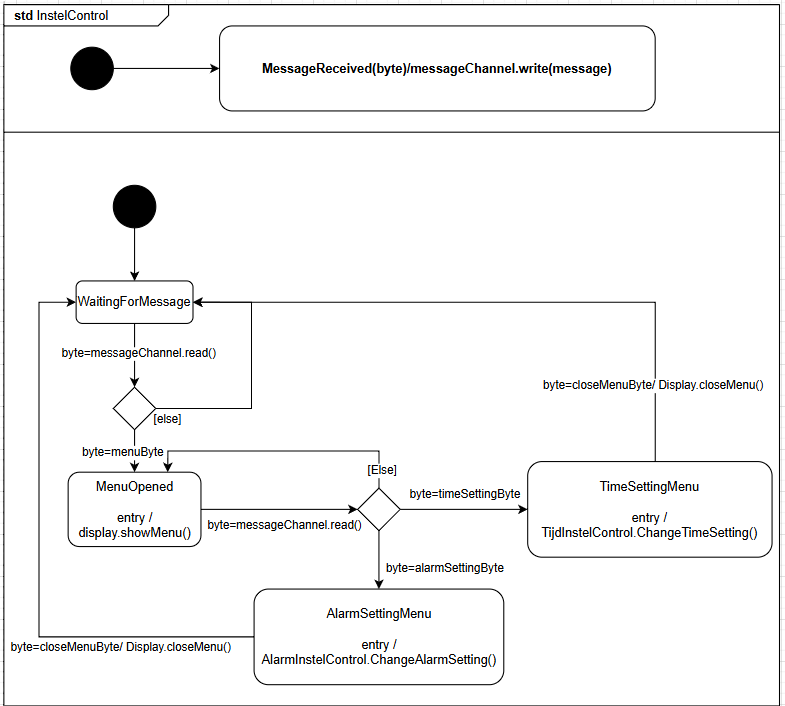 std InstelControl
MessageReceived(byte)/messageChannel.write(message)
WaitingForMessage
byte=messageChannel.read()
byte=closeMenuByte/ Display.closeMenu()
[else]
byte=menuByte
[Else]
MenuOpened
entry /
display.showMenu()
byte=messageChannel.read()
byte=timeSettingByte
TimeSettingMenu
entry /
TijdInstelControl.ChangeTimeSetting()
byte=alarmSettingByte
AlarmSettingMenu
entry /
AlarmInstelControl.ChangeAlarmSetting()
byte=closeMenuByte/ Display.closeMenu()